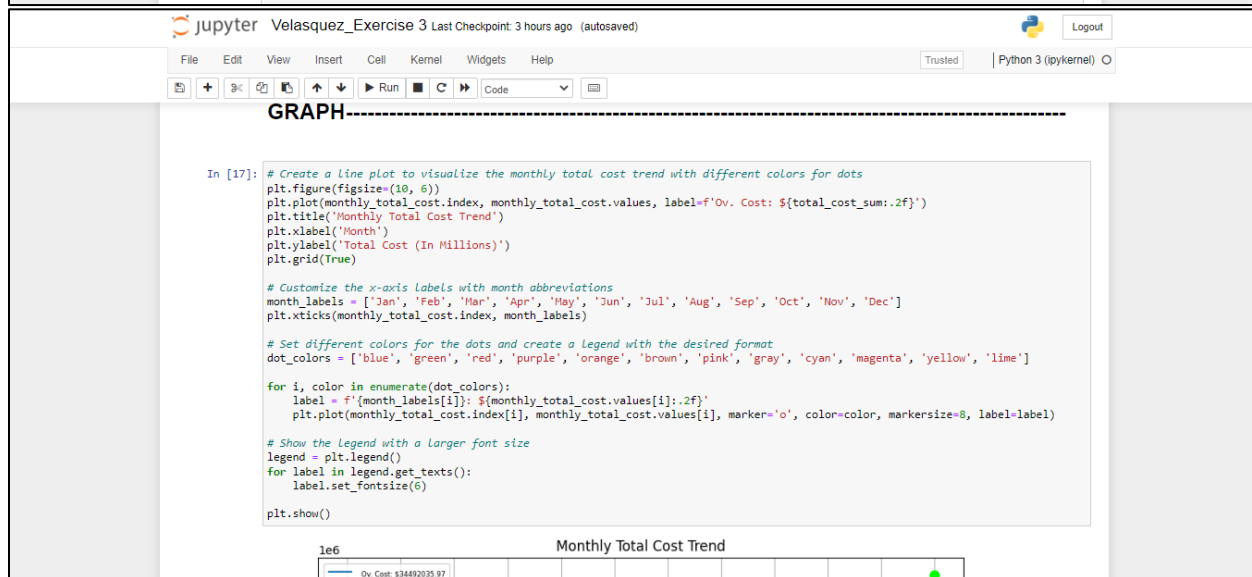 jupyter Velasquez_Exercise 3 Last Checkpoint: 3 hours ago (autosaved)
Logout
File Edit View Insert Cell Kernel Widgets Help
Trusted
Python 3 (ipykernel)
Run
Code
GRAPH----------------------------------------------------------------------------------------------------
In [17]: # Create a line plot to visualize the monthly total cost trend with different colors for dots
plt.figure(figsize=(10, 6))
plt.plot(monthly_total_cost.index, monthly_total_cost.values, label=f'Ov. Cost: ${total_cost_sum:.2f}')
plt.title('Monthly Total Cost Trend')
plt.xlabel('Month')
plt.ylabel('Total Cost (In Millions)')
plt.grid(True)

# Customize the x-axis labels with month abbreviations
month_labels = ['Jan', 'Feb', 'Mar', 'Apr', 'May', 'Jun', 'Jul', 'Aug', 'Sep', 'Oct', 'Nov', 'Dec']
plt.xticks(monthly_total_cost.index, month_labels)

# Set different colors for the dots and create a legend with the desired format
dot_colors = ['blue', 'green', 'red', 'purple', 'orange', 'brown', 'pink', 'gray', 'cyan', 'magenta', 'yellow', 'lime']

for i, color in enumerate(dot_colors):
    label = f'{month_labels[i]}: ${monthly_total_cost.values[i]:.2f}'
    plt.plot(monthly_total_cost.index[i], monthly_total_cost.values[i], marker='o', color=color, markersize=8, label=label)

# Show the legend with a larger font size
legend = plt.legend()
for label in legend.get_texts():
    label.set_fontsize(6)

plt.show()
Monthly Total Cost Trend
1e6
Ov. Cost: $34492035.97